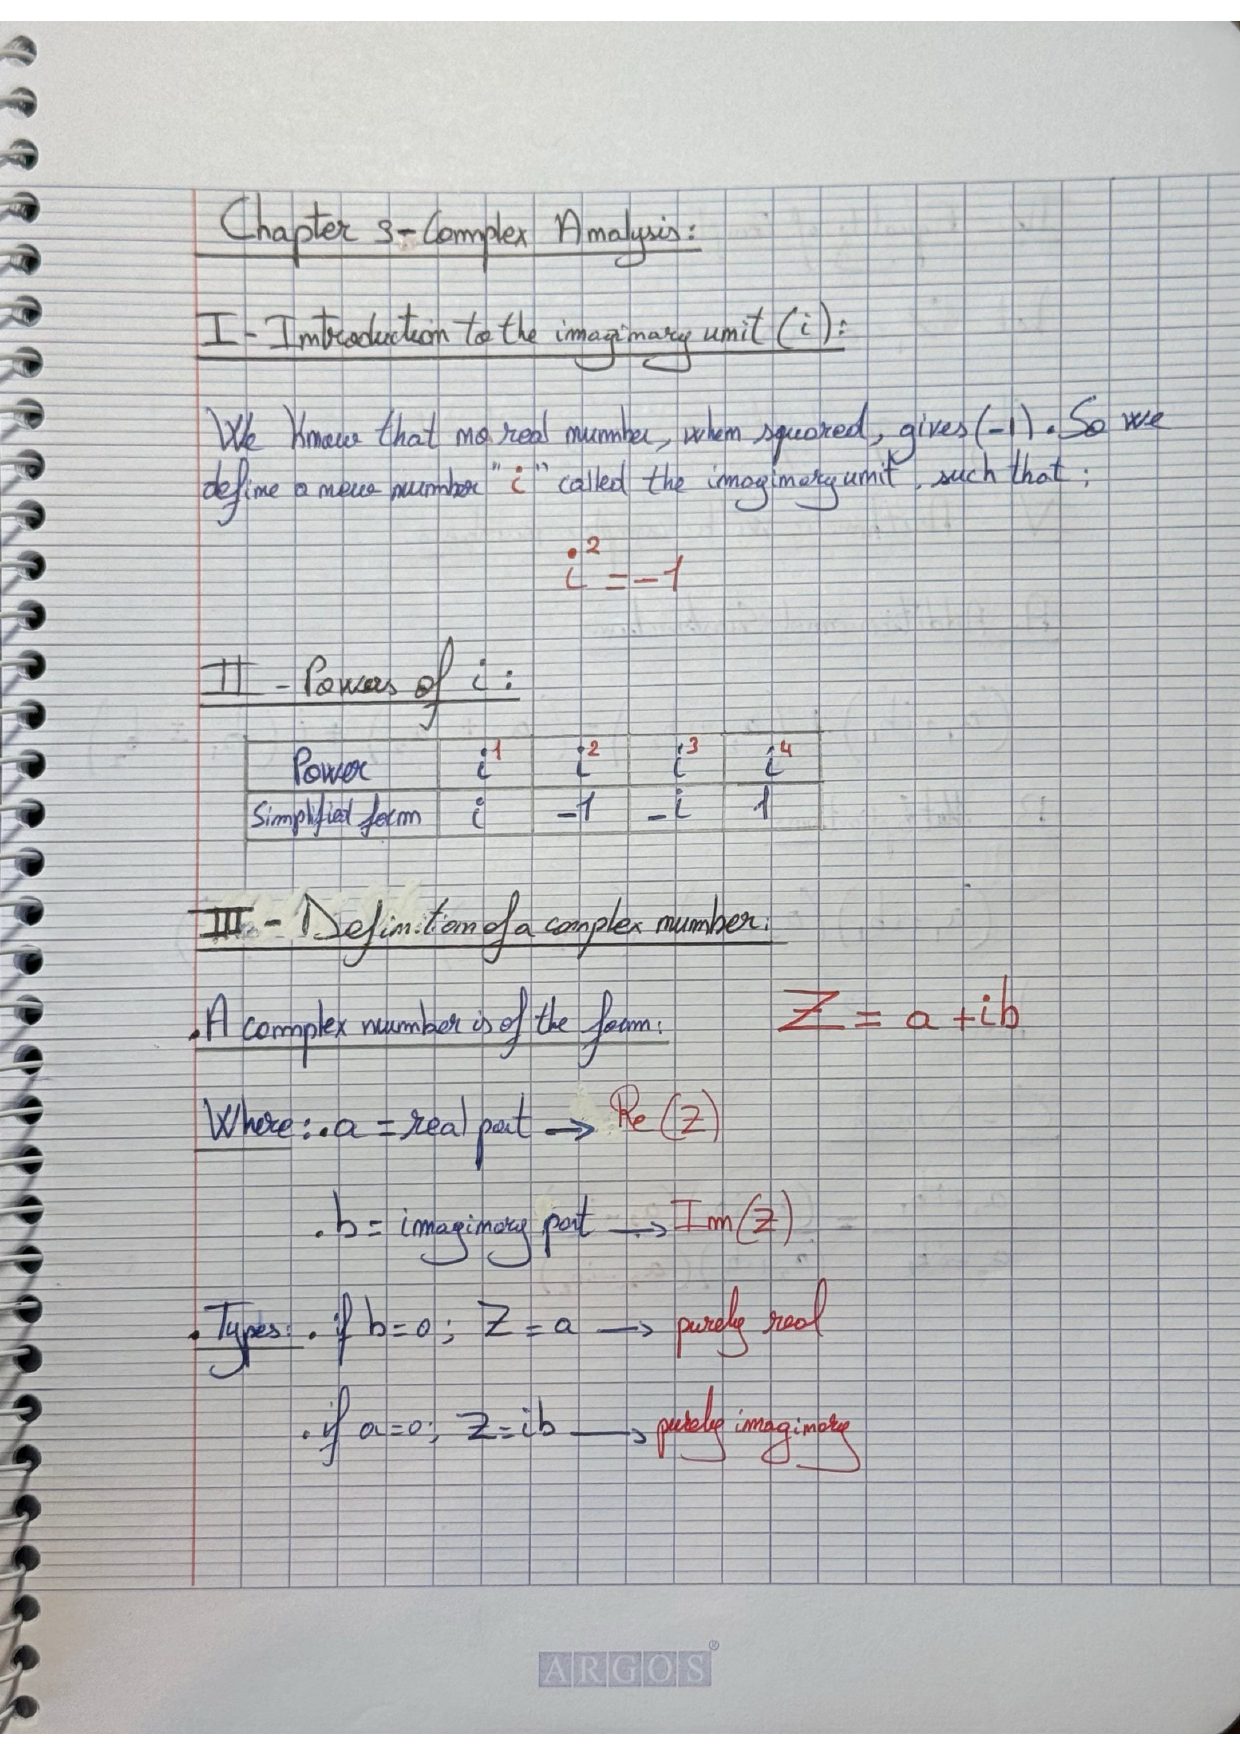 Chapter 3 - Complex Analysis:
I - Introduction to the imaginary unit (i):
We know that no real number, when squared, gives (-1). So we
define a new number "i" called the imaginary unit, such that:
i² = -1
II - Powers of i:
Power i¹ i² i³ i⁴
Simplified form i -1 -i 1
III - Definition of a complex number:
. A complex number is of the form: Z = a + ib
Where: . a = real part → Re(Z)
. b = imaginary part → Im(Z)
. Types: . if b=0; Z = a → purely real
. if a=0; Z = ib → purely imaginary
ARGOS®